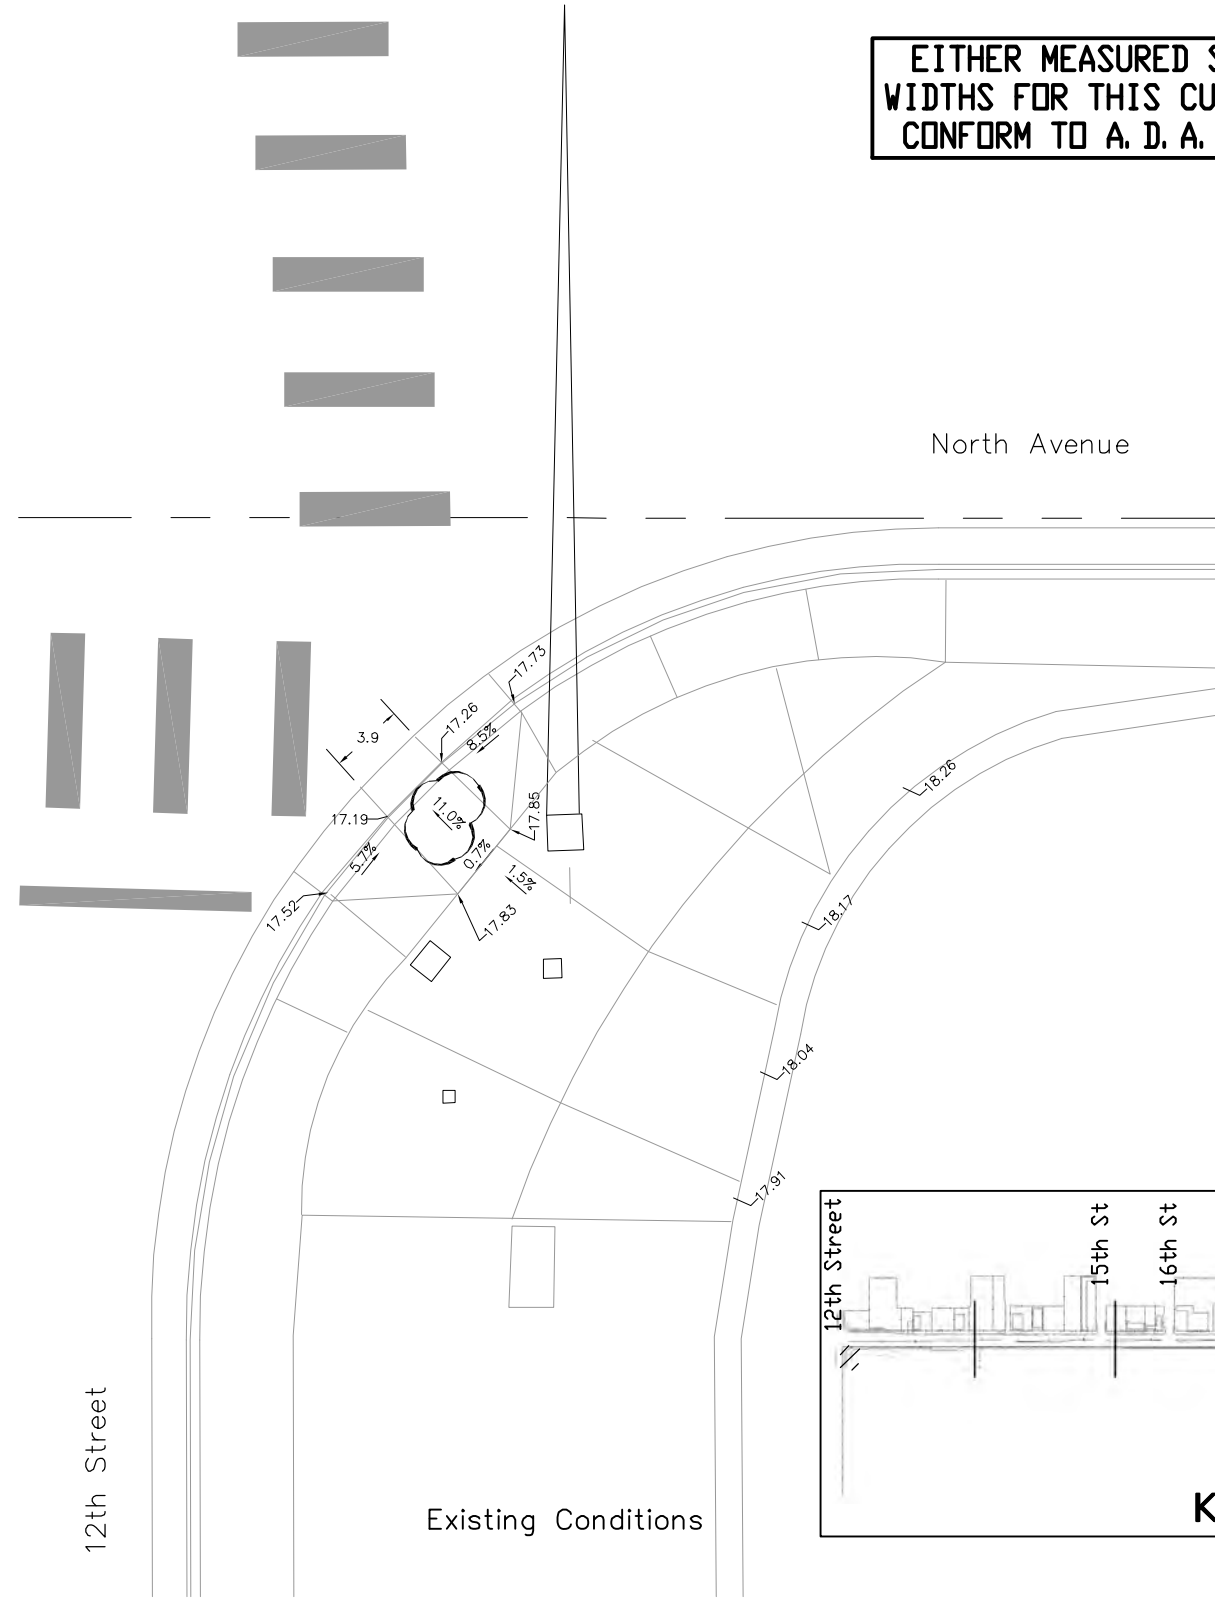 EITHER MEASURED S
WIDTHS FOR THIS CU
CONFORM TO A. D. A.
North Avenue
17.73
17.26
3.9
8.5%
18.26
11.0%
17.85
17.19
5.7%
0.7%
1.5%
17.52
17.83
18.17
18.04
17.91
12th Street
15th St
16th St
K
12th Street
Existing Conditions